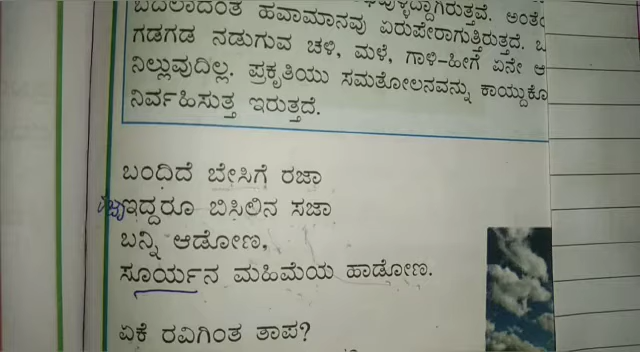 ಬದಲಾದಂತೆ ಹವಾಮಾನವು ಏರುಪೇರಾಗುತ್ತಿರುತ್ತದೆ. ಒ
ಗಡಗಡ ನಡುಗುವ ಚಳಿ, ಮಳೆ, ಗಾಳಿ-ಹೀಗೆ ಏನೇ ಆ
ನಿಲ್ಲುವುದಿಲ್ಲ. ಪ್ರಕೃತಿಯು ಸಮತೋಲನವನ್ನು ಕಾಯ್ದುಕೊ
ನಿರ್ವಹಿಸುತ್ತ ಇರುತ್ತದೆ.
ಬಂದಿದೆ ಬೇಸಿಗೆ ರಜಾ
ಇದ್ದರೂ ಬಿಸಿಲಿನ ಸಜಾ
ಬನ್ನಿ ಆಡೋಣ,
ಸೂರ್ಯನ ಮಹಿಮೆಯ ಹಾಡೋಣ.
ಏಕೆ ರವಿಗಿಂತ ತಾಪ?